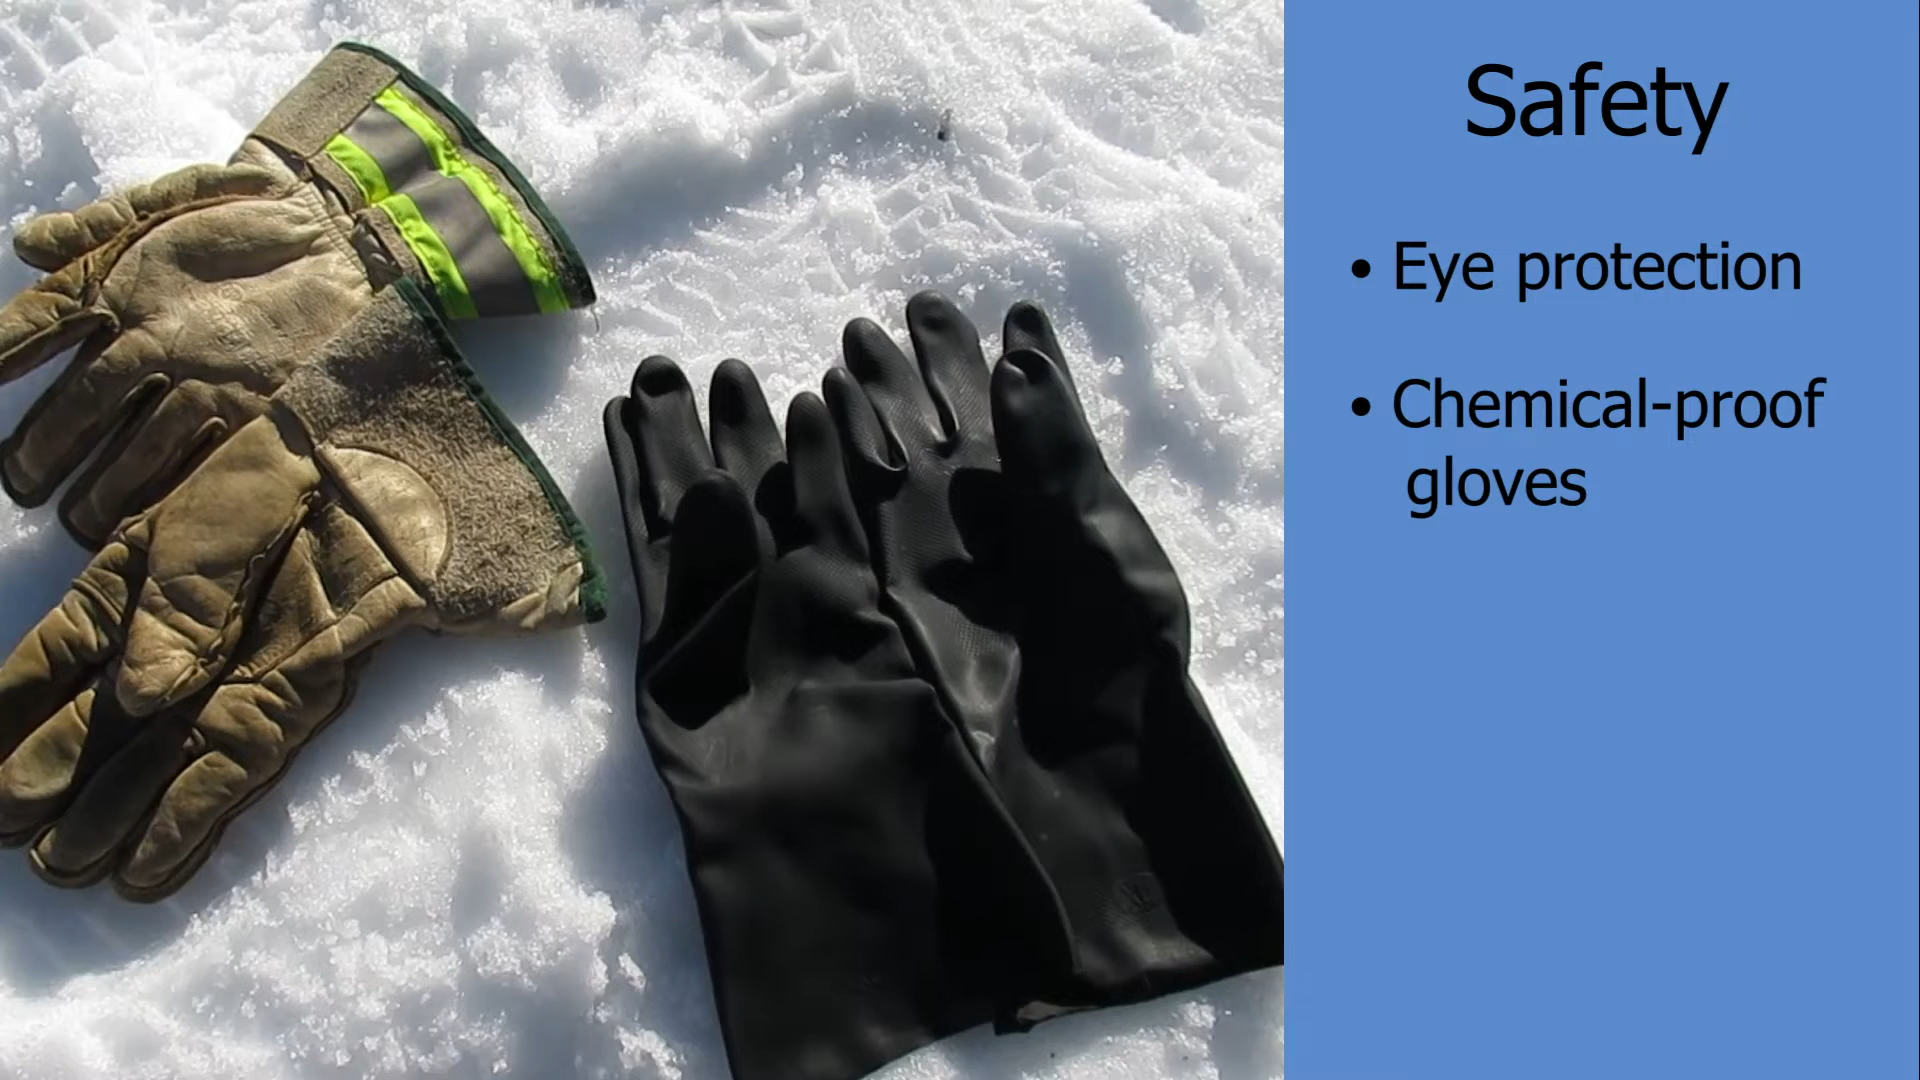 Safety
• Eye protection
• Chemical-proof
gloves